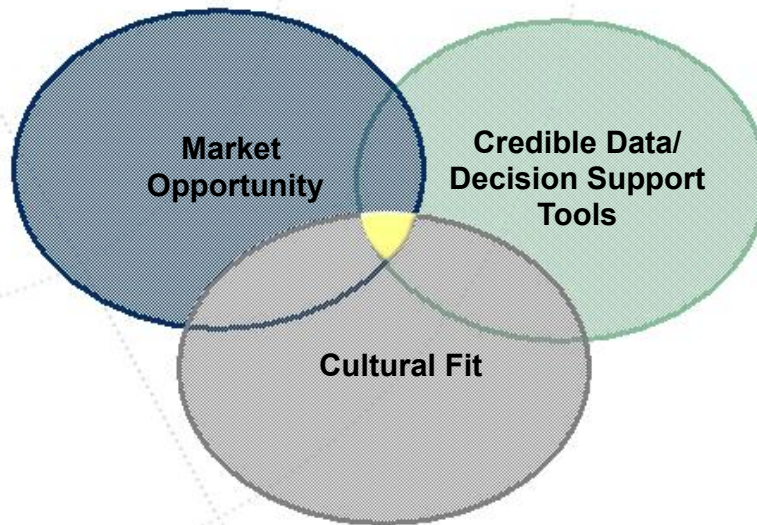 Market
Opportunity
Credible Data/
Decision Support
Tools
Cultural Fit